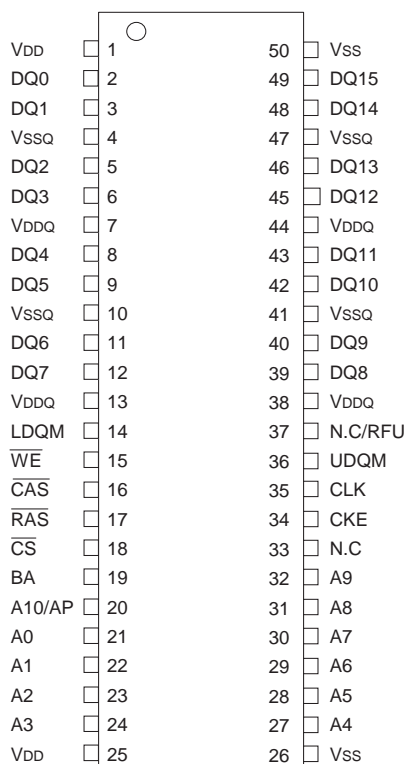 VDD 1 50 VSS
DQ0 2 49 DQ15
DQ1 3 48 DQ14
VSSQ 4 47 VSSQ
DQ2 5 46 DQ13
DQ3 6 45 DQ12
VDDQ 7 44 VDDQ
DQ4 8 43 DQ11
DQ5 9 42 DQ10
VSSQ 10 41 VSSQ
DQ6 11 40 DQ9
DQ7 12 39 DQ8
VDDQ 13 38 VDDQ
LDQM 14 37 N.C/RFU
W̅E̅ 15 36 UDQM
C̅A̅S̅ 16 35 CLK
R̅A̅S̅ 17 34 CKE
C̅S̅ 18 33 N.C
BA 19 32 A9
A10/AP 20 31 A8
A0 21 30 A7
A1 22 29 A6
A2 23 28 A5
A3 24 27 A4
VDD 25 26 VSS